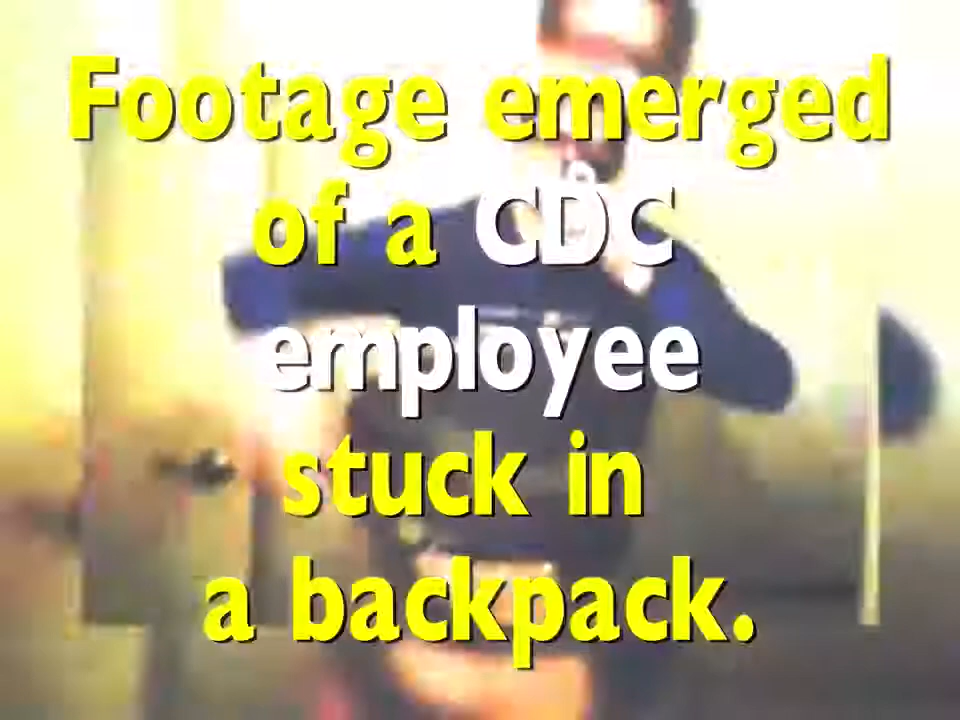 Footage emerged
of a CDC
employee
stuck in
a backpack.